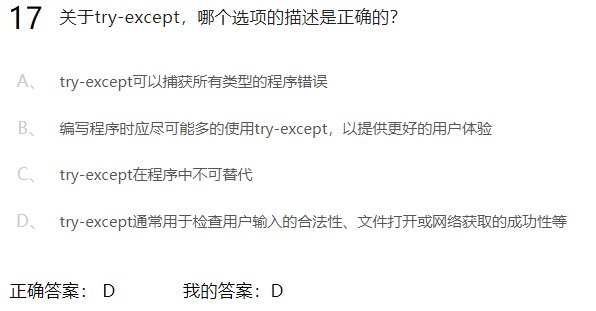 17 关于try-except，哪个选项的描述是正确的？
A、 try-except可以捕获所有类型的程序错误
B、 编写程序时应尽可能多的使用try-except，以提供更好的用户体验
C、 try-except在程序中不可替代
D、 try-except通常用于检查用户输入的合法性、文件打开或网络获取的成功性等
正确答案： D 我的答案：D